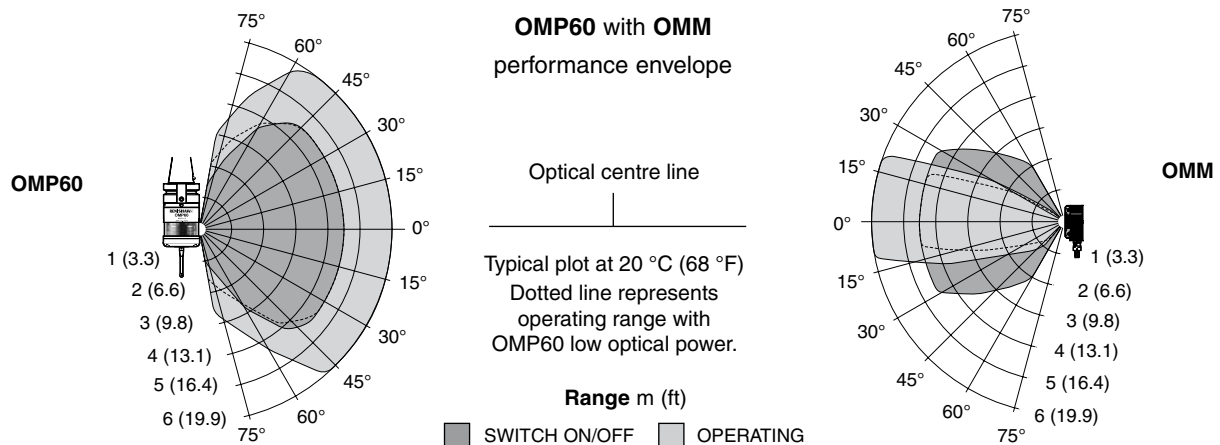 OMP60 with OMM
performance envelope
OMP60
75°
60°
45°
30°
15°
0°
15°
30°
45°
60°
75°
1 (3.3)
2 (6.6)
3 (9.8)
4 (13.1)
5 (16.4)
6 (19.9)
RENISHAW
OMP60
Optical centre line
Typical plot at 20 °C (68 °F)
Dotted line represents
operating range with
OMP60 low optical power.
Range m (ft)
SWITCH ON/OFF
OPERATING
OMM
75°
60°
45°
30°
15°
0°
15°
30°
45°
60°
75°
1 (3.3)
2 (6.6)
3 (9.8)
4 (13.1)
5 (16.4)
6 (19.9)